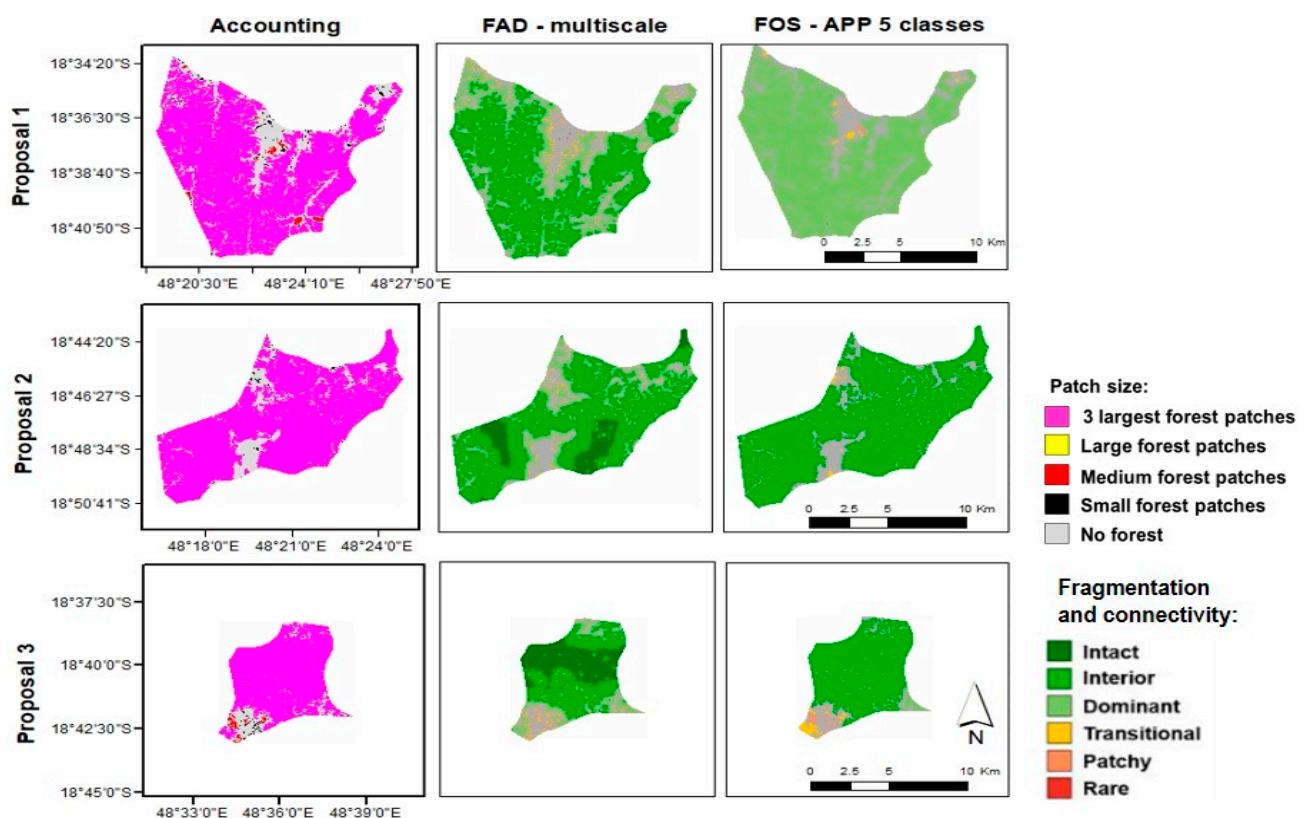 Accounting
FAD - multiscale
FOS - APP 5 classes
Proposal 1
18°34'20"S
18°36'30"S
18°38'40"S
18°40'50"S
0 2.5 5 10 Km
48°20'30"E 48°24'10"E 48°27'50"E
Proposal 2
18°44'20"S
18°46'27"S
18°48'34"S
18°50'41"S
0 2.5 5 10 Km
48°18'0"E 48°21'0"E 48°24'0"E
Proposal 3
18°37'30"S
18°40'0"S
18°42'30"S
18°45'0"S
N
0 2.5 5 10 Km
48°33'0"E 48°36'0"E 48°39'0"E
Patch size:
3 largest forest patches
Large forest patches
Medium forest patches
Small forest patches
No forest
Fragmentation
and connectivity:
Intact
Interior
Dominant
Transitional
Patchy
Rare